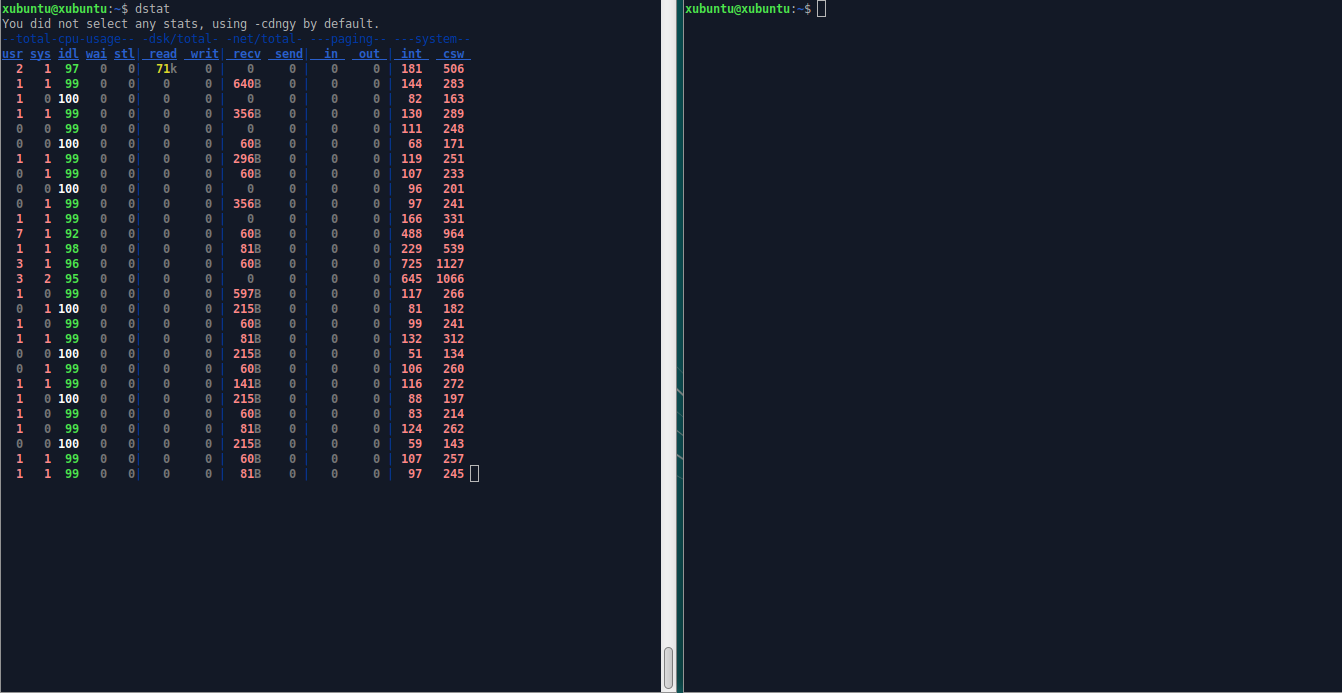 xubuntu@xubuntu:~$ dstat
You did not select any stats, using -cdngy by default.
--total-cpu-usage-- -dsk/total- -net/total- ---paging-- ---system--
usr sys idl wai stl| read  writ| recv  send|  in   out | int   csw
  2   1  97   0   0|  71k    0 |   0     0 |   0     0 | 181   506
  1   1  99   0   0|   0     0 | 640B    0 |   0     0 | 144   283
  1   0 100   0   0|   0     0 |   0     0 |   0     0 |  82   163
  1   1  99   0   0|   0     0 | 356B    0 |   0     0 | 130   289
  0   0  99   0   0|   0     0 |   0     0 |   0     0 | 111   248
  0   0 100   0   0|   0     0 |  60B    0 |   0     0 |  68   171
  1   1  99   0   0|   0     0 | 296B    0 |   0     0 | 119   251
  0   1  99   0   0|   0     0 |  60B    0 |   0     0 | 107   233
  0   0 100   0   0|   0     0 |   0     0 |   0     0 |  96   201
  0   1  99   0   0|   0     0 | 356B    0 |   0     0 |  97   241
  1   1  99   0   0|   0     0 |   0     0 |   0     0 | 166   331
  7   1  92   0   0|   0     0 |  60B    0 |   0     0 | 488   964
  1   1  98   0   0|   0     0 |  81B    0 |   0     0 | 229   539
  3   1  96   0   0|   0     0 |  60B    0 |   0     0 | 725  1127
  3   2  95   0   0|   0     0 |   0     0 |   0     0 | 645  1066
  1   0  99   0   0|   0     0 | 597B    0 |   0     0 | 117   266
  0   1 100   0   0|   0     0 | 215B    0 |   0     0 |  81   182
  1   0  99   0   0|   0     0 |  60B    0 |   0     0 |  99   241
  1   1  99   0   0|   0     0 |  81B    0 |   0     0 | 132   312
  0   0 100   0   0|   0     0 | 215B    0 |   0     0 |  51   134
  0   1  99   0   0|   0     0 |  60B    0 |   0     0 | 106   260
  1   1  99   0   0|   0     0 | 141B    0 |   0     0 | 116   272
  1   0 100   0   0|   0     0 | 215B    0 |   0     0 |  88   197
  1   0  99   0   0|   0     0 |  60B    0 |   0     0 |  83   214
  1   0  99   0   0|   0     0 |  81B    0 |   0     0 | 124   262
  0   0 100   0   0|   0     0 | 215B    0 |   0     0 |  59   143
  1   1  99   0   0|   0     0 |  60B    0 |   0     0 | 107   257
  1   1  99   0   0|   0     0 |  81B    0 |   0     0 |  97   245
xubuntu@xubuntu:~$